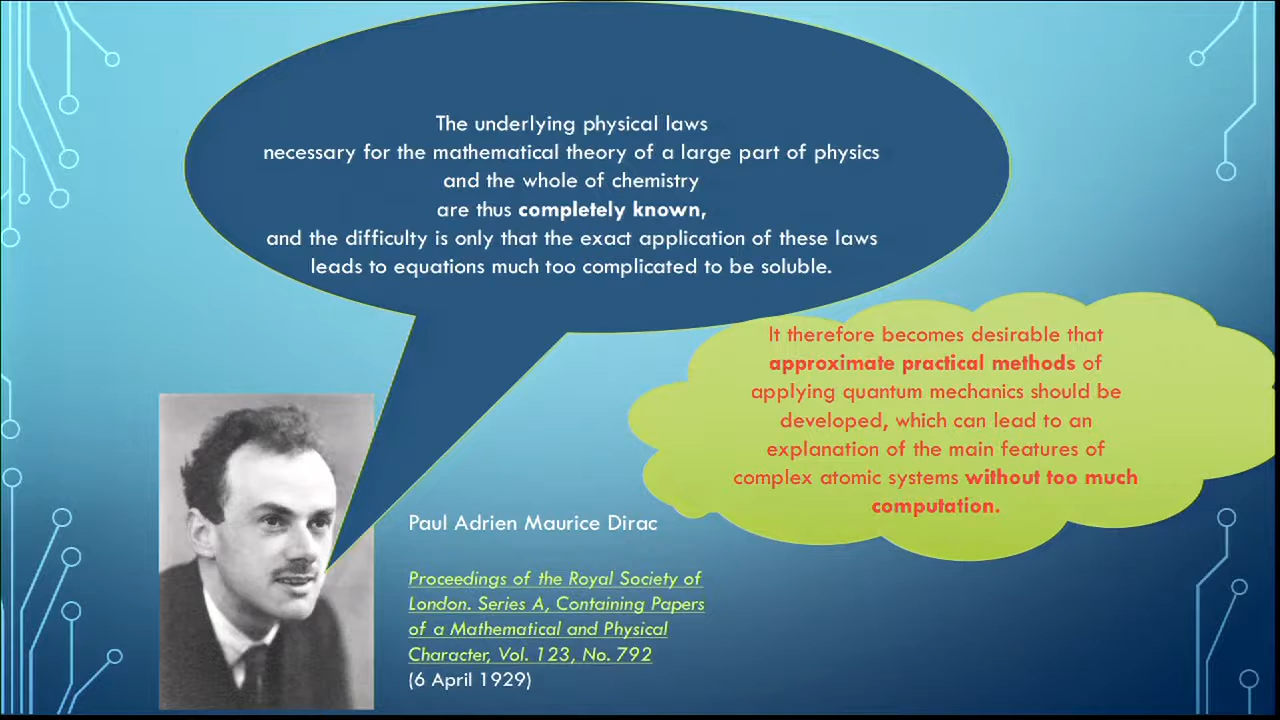 The underlying physical laws
necessary for the mathematical theory of a large part of physics
and the whole of chemistry
are thus completely known,
and the difficulty is only that the exact application of these laws
leads to equations much too complicated to be soluble.
It therefore becomes desirable that
approximate practical methods of
applying quantum mechanics should be
developed, which can lead to an
explanation of the main features of
complex atomic systems without too much
computation.
Paul Adrien Maurice Dirac
Proceedings of the Royal Society of
London. Series A, Containing Papers
of a Mathematical and Physical
Character, Vol. 123, No. 792
(6 April 1929)